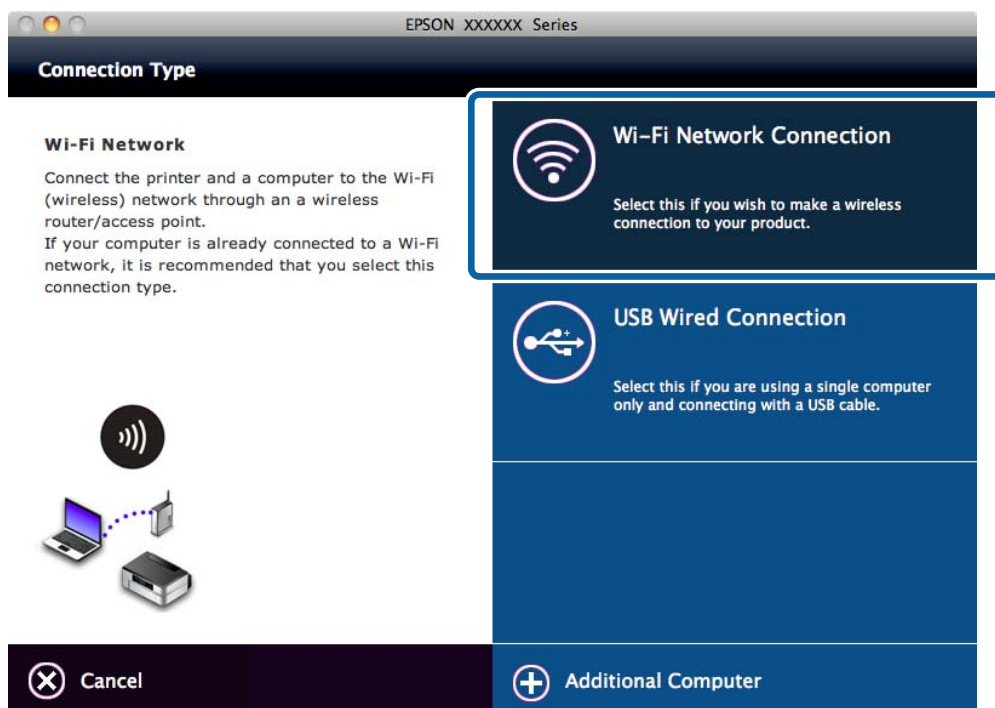 EPSON XXXXXX Series
Connection Type
Wi-Fi Network
Connect the printer and a computer to the Wi-Fi
(wireless) network through an a wireless
router/access point.
If your computer is already connected to a Wi-Fi
network, it is recommended that you select this
connection type.
Wi-Fi Network Connection
Select this if you wish to make a wireless
connection to your product.
USB Wired Connection
Select this if you are using a single computer
only and connecting with a USB cable.
Cancel
Additional Computer